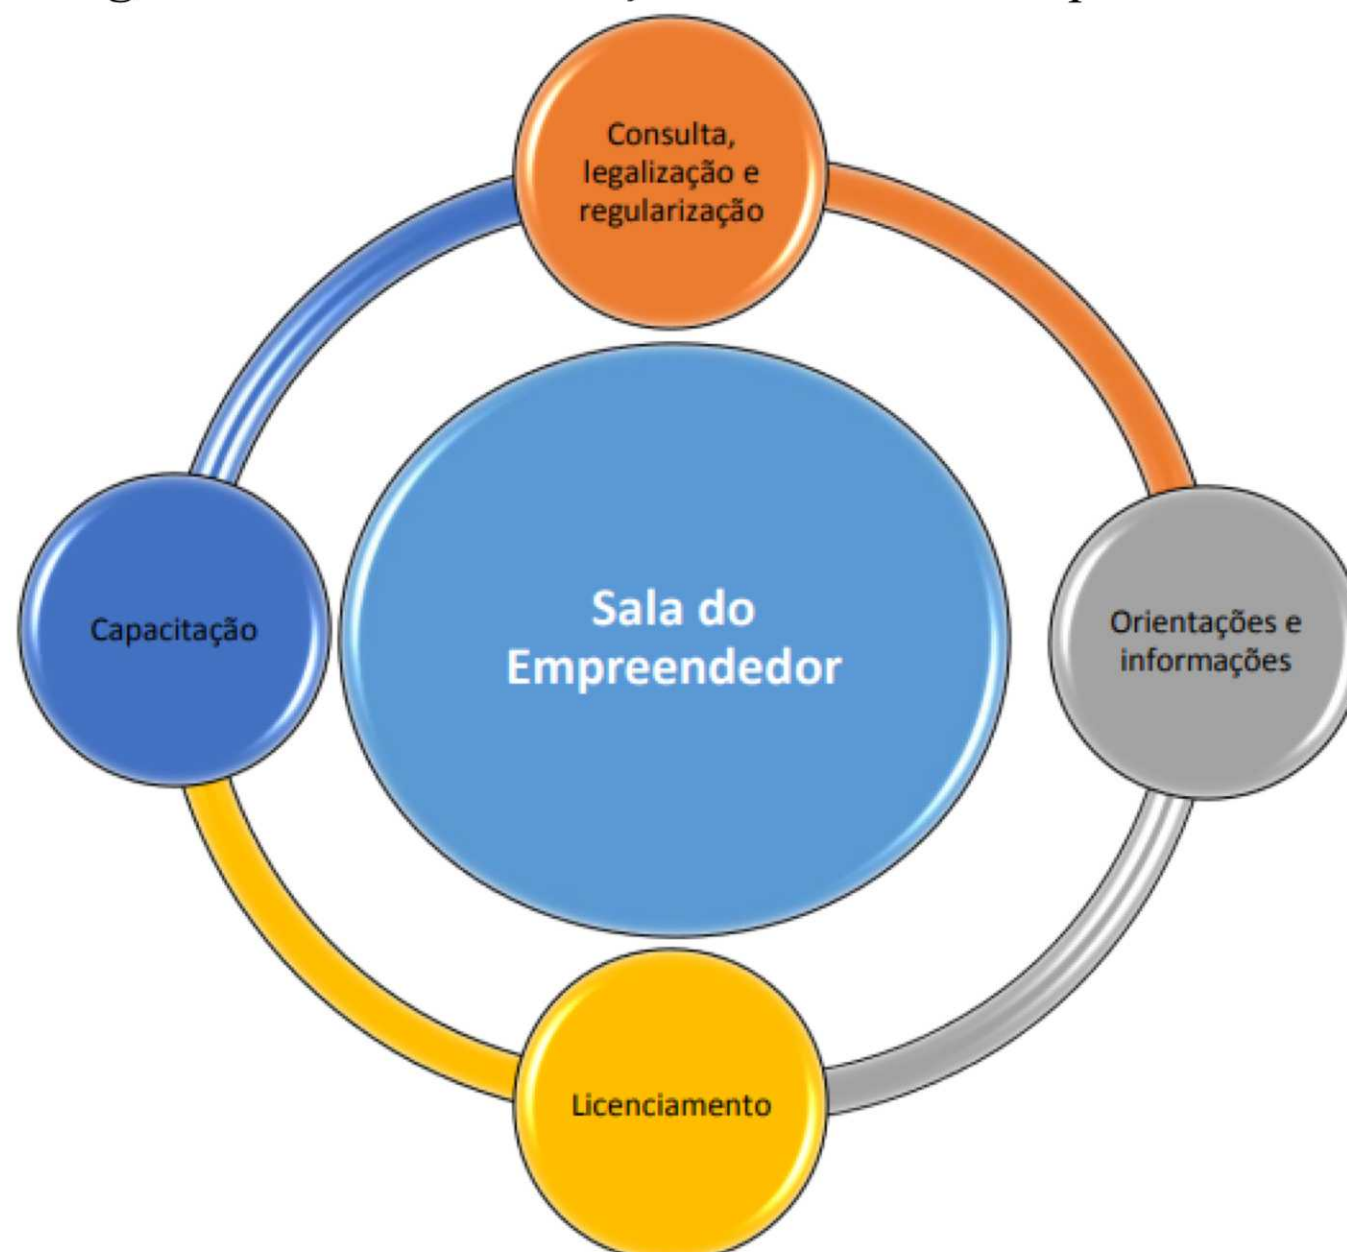 Consulta,
legalização e
regularização
Capacitação
Sala do
Empreendedor
Orientações e
informações
Licenciamento